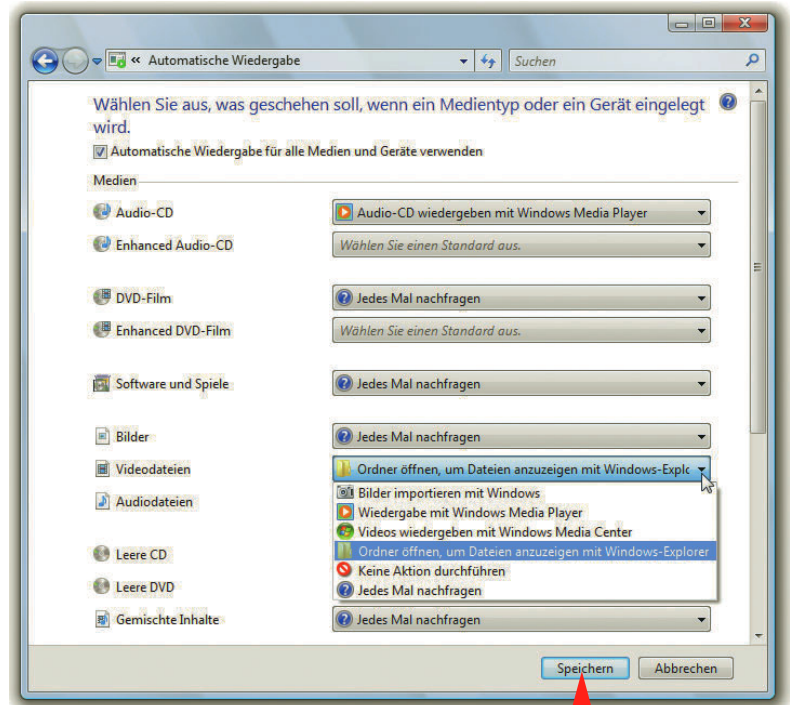 « Automatische Wiedergabe
Suchen
Wählen Sie aus, was geschehen soll, wenn ein Medientyp oder ein Gerät eingelegt
wird.
Automatische Wiedergabe für alle Medien und Geräte verwenden
Medien
Audio-CD
Audio-CD wiedergeben mit Windows Media Player
Enhanced Audio-CD
Wählen Sie einen Standard aus.
DVD-Film
Jedes Mal nachfragen
Enhanced DVD-Film
Wählen Sie einen Standard aus.
Software und Spiele
Jedes Mal nachfragen
Bilder
Jedes Mal nachfragen
Videodateien
Ordner öffnen, um Dateien anzuzeigen mit Windows-Explc
Audiodateien
Bilder importieren mit Windows
Wiedergabe mit Windows Media Player
Videos wiedergeben mit Windows Media Center
Ordner öffnen, um Dateien anzuzeigen mit Windows-Explorer
Leere CD
Keine Aktion durchführen
Leere DVD
Jedes Mal nachfragen
Gemischte Inhalte
Jedes Mal nachfragen
Speichern
Abbrechen